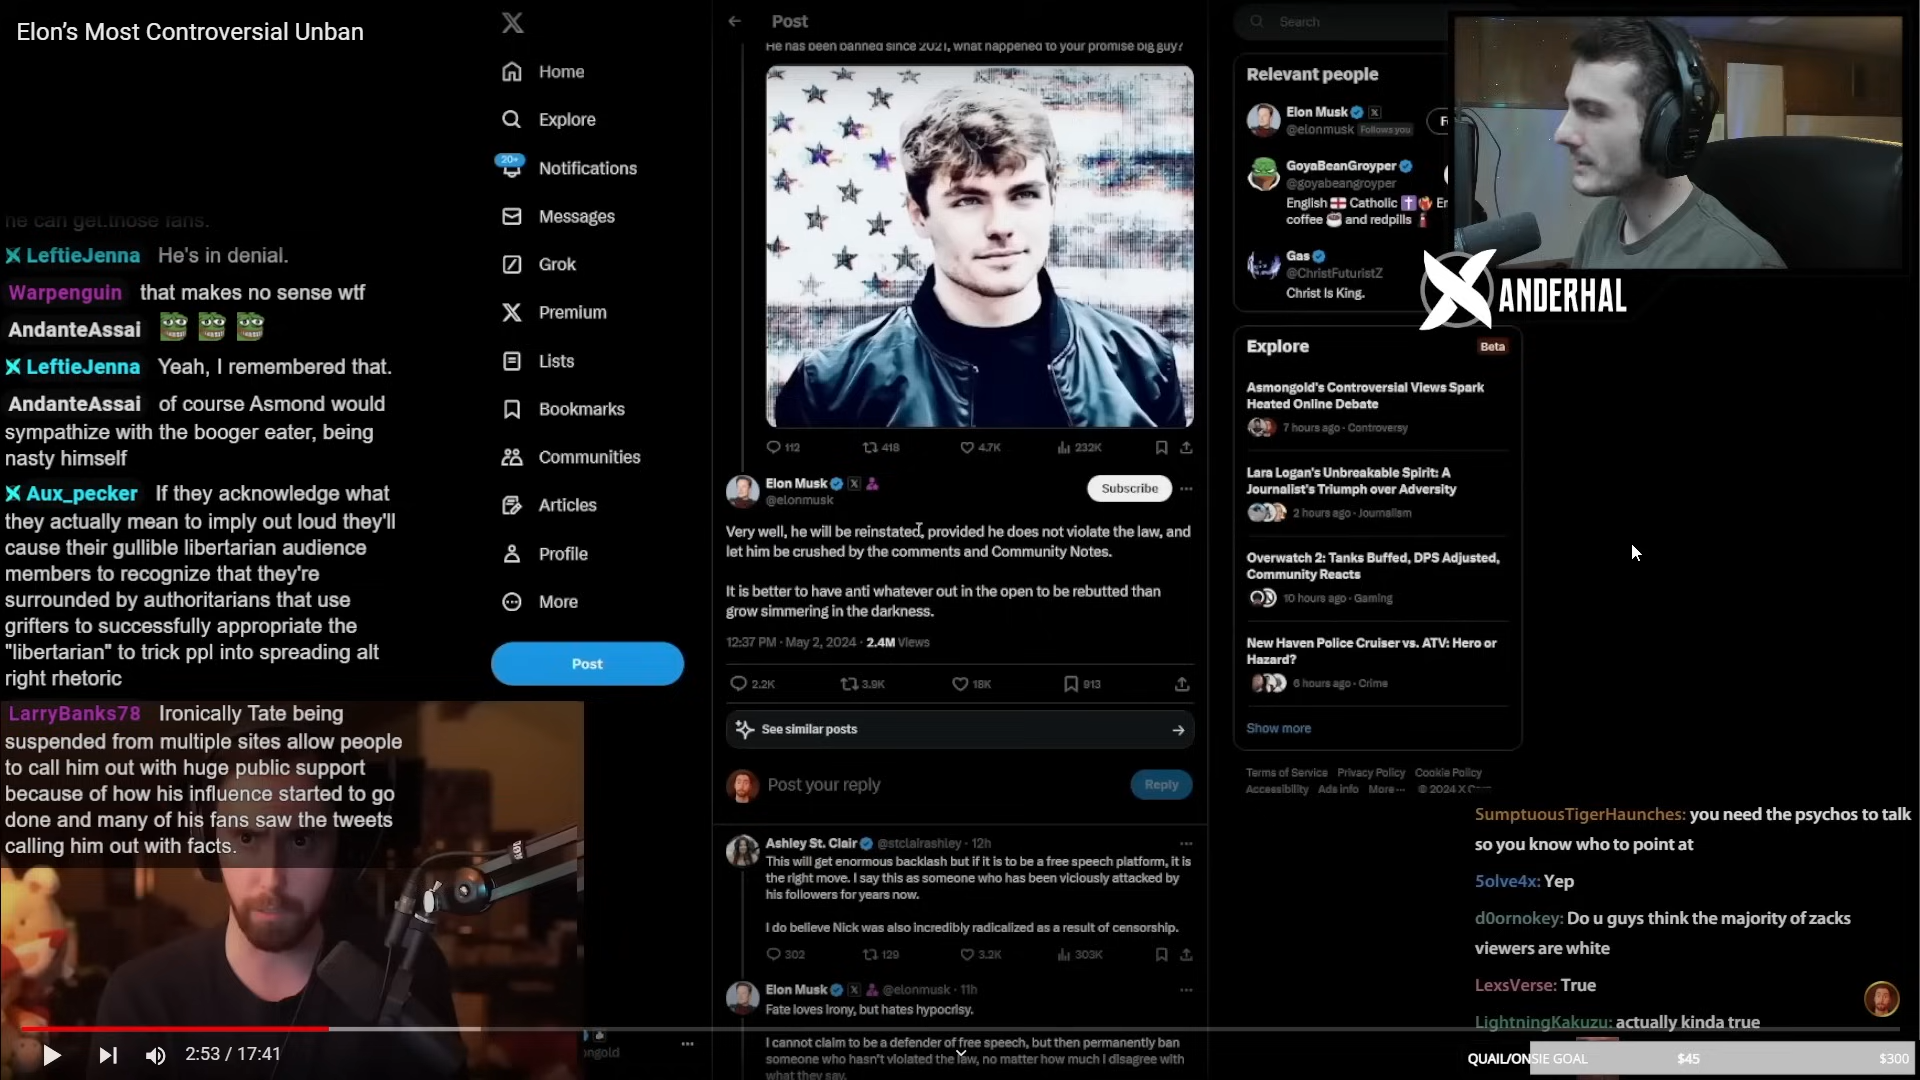 Elon's Most Controversial Unban
he can get those fans.
LeftieJenna He's in denial.
Warpenguin that makes no sense wtf
AndanteAssai
LeftieJenna Yeah, I remembered that.
AndanteAssai of course Asmond would
sympathize with the booger eater, being
nasty himself
Aux_pecker If they acknowledge what
they actually mean to imply out loud they'll
cause their gullible libertarian audience
members to recognize that they're
surrounded by authoritarians that use
grifters to successfully appropriate the
"libertarian" to trick ppl into spreading alt
right rhetoric
LarryBanks78 Ironically Tate being
suspended from multiple sites allow people
to call him out with huge public support
because of how his influence started to go
done and many of his fans saw the tweets
calling him out with facts.
2:53 / 17:41
Home
Explore
20+
Notifications
Messages
Grok
Premium
Lists
Bookmarks
Communities
Articles
Profile
More
Post
ngold
Post
He has been banned since 2021, what happened to your promise big guy?
112 418 4.7K 232K
Elon Musk
@elonmusk
Subscribe
Very well, he will be reinstated, provided he does not violate the law, and
let him be crushed by the comments and Community Notes.
It is better to have anti whatever out in the open to be rebutted than
grow simmering in the darkness.
12:37 PM · May 2, 2024 · 2.4M Views
2.2K 3.9K 18K 913
See similar posts
Post your reply
Reply
Ashley St. Clair @stclairashley · 12h
This will get enormous backlash but if it is to be a free speech platform, it is
the right move. I say this as someone who has been viciously attacked by
his followers for years now.
I do believe Nick was also incredibly radicalized as a result of censorship.
302 129 3.2K 303K
Elon Musk @elonmusk · 11h
Fate loves irony, but hates hypocrisy.
I cannot claim to be a defender of free speech, but then permanently ban
someone who hasn't violated the law, no matter how much I disagree with
what they say.
Search
Relevant people
Elon Musk
@elonmusk Follows you
GoyaBeanGroyper
@goyabeangroyper
English Catholic
coffee and redpills
Gas
@ChristFuturistZ
Christ Is King.
XANDERHAL
Explore
Beta
Asmongold's Controversial Views Spark
Heated Online Debate
7 hours ago · Controversy
Lara Logan's Unbreakable Spirit: A
Journalist's Triumph over Adversity
2 hours ago · Journalism
Overwatch 2: Tanks Buffed, DPS Adjusted,
Community Reacts
10 hours ago · Gaming
New Haven Police Cruiser vs. ATV: Hero or
Hazard?
6 hours ago · Crime
Show more
Terms of Service Privacy Policy Cookie Policy
Accessibility Ads info More ··· © 2024 X
SumptuousTigerHaunches: you need the psychos to talk
so you know who to point at
5olve4x: Yep
d0ornokey: Do u guys think the majority of zacks
viewers are white
LexsVerse: True
LightningKakuzu: actually kinda true
QUAIL/ONSIE GOAL $45 $300